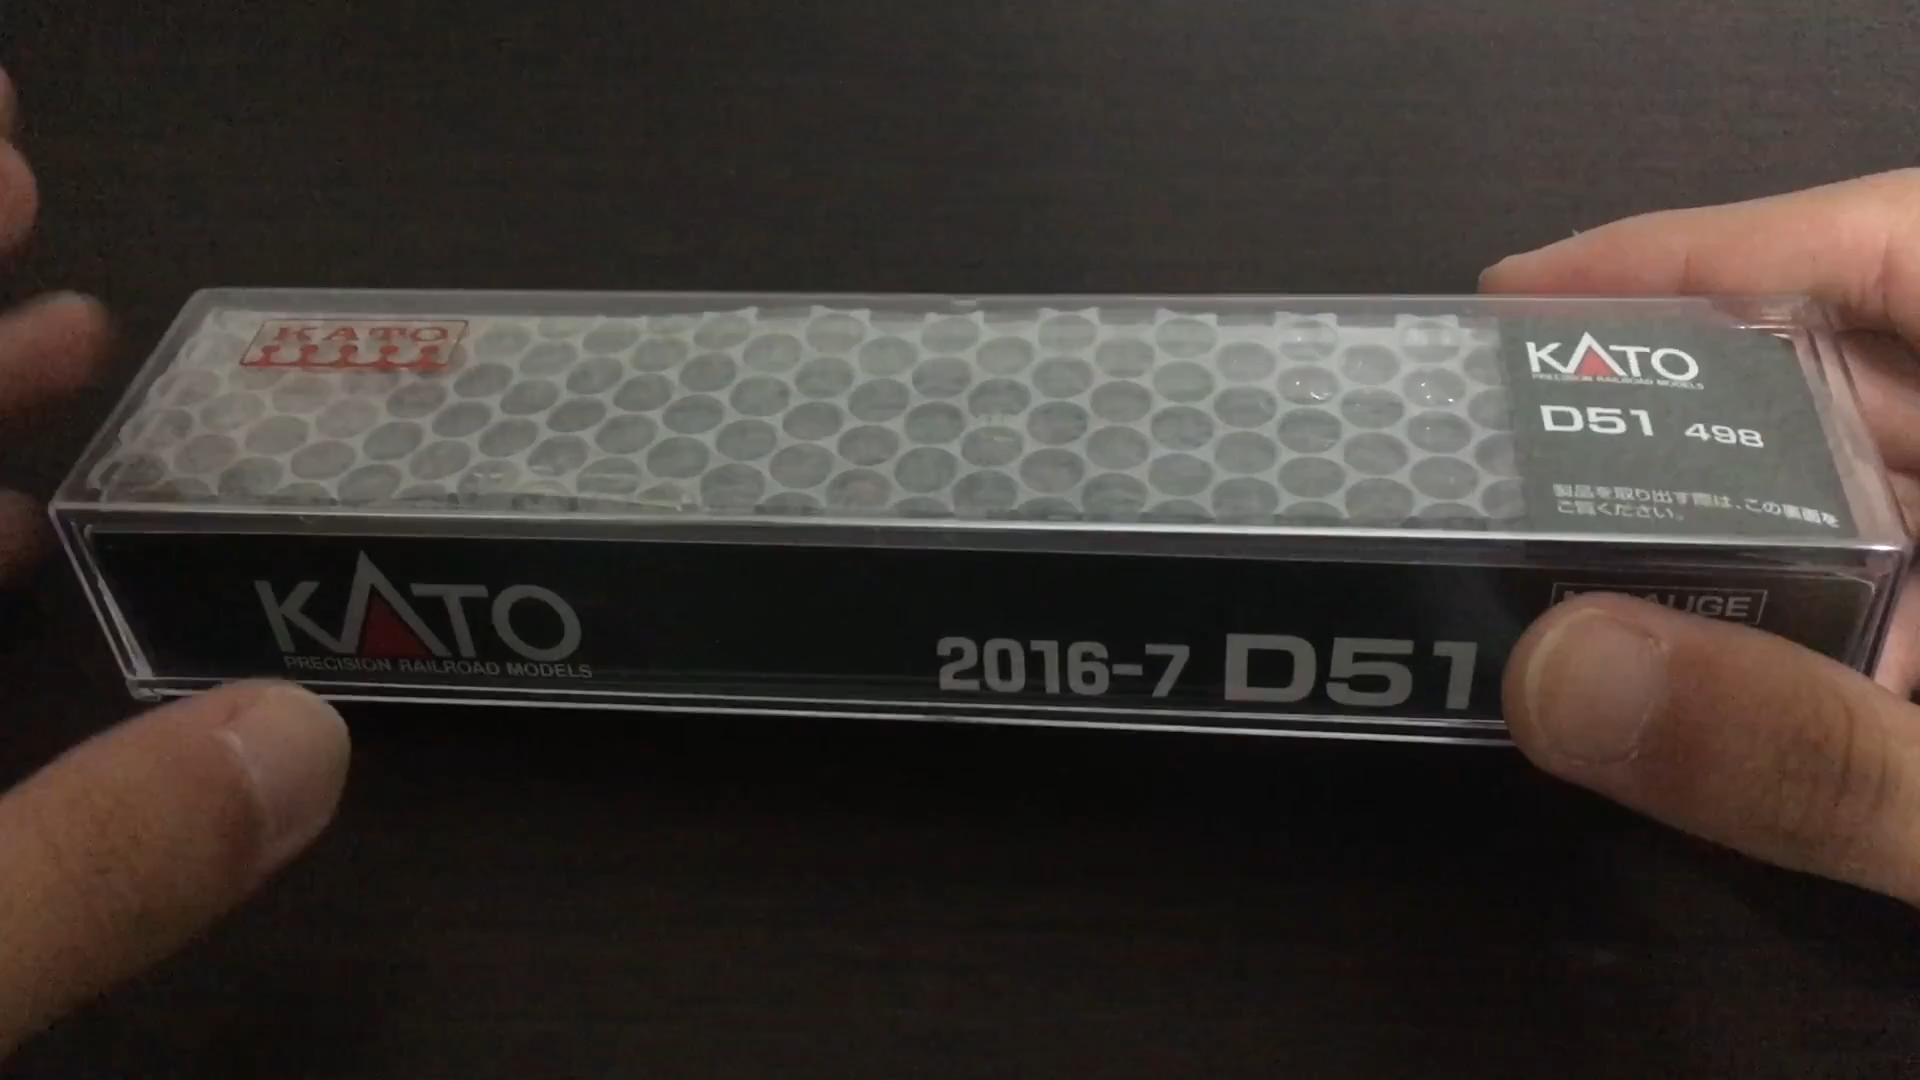 KATO
KATO
PRECISION RAILROAD MODELS
D51 498
製品を取り出す際は、この裏面を
ご覧ください。
KATO
PRECISION RAILROAD MODELS
2016-7 D51